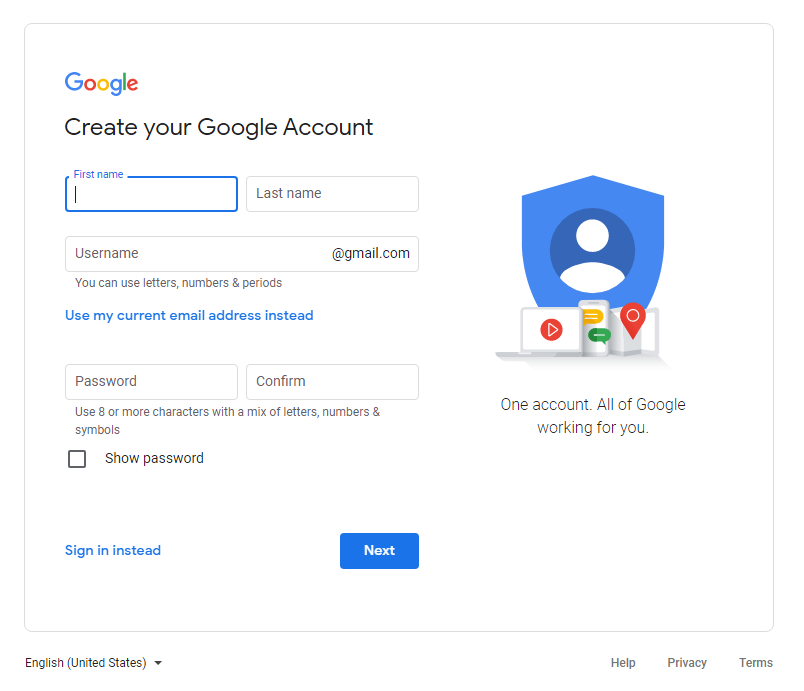 Google
Create your Google Account
First name
Last name
Username @gmail.com
You can use letters, numbers & periods
Use my current email address instead
Password
Confirm
Use 8 or more characters with a mix of letters, numbers &
symbols
Show password
Sign in instead
Next
One account. All of Google
working for you.
English (United States)
Help
Privacy
Terms